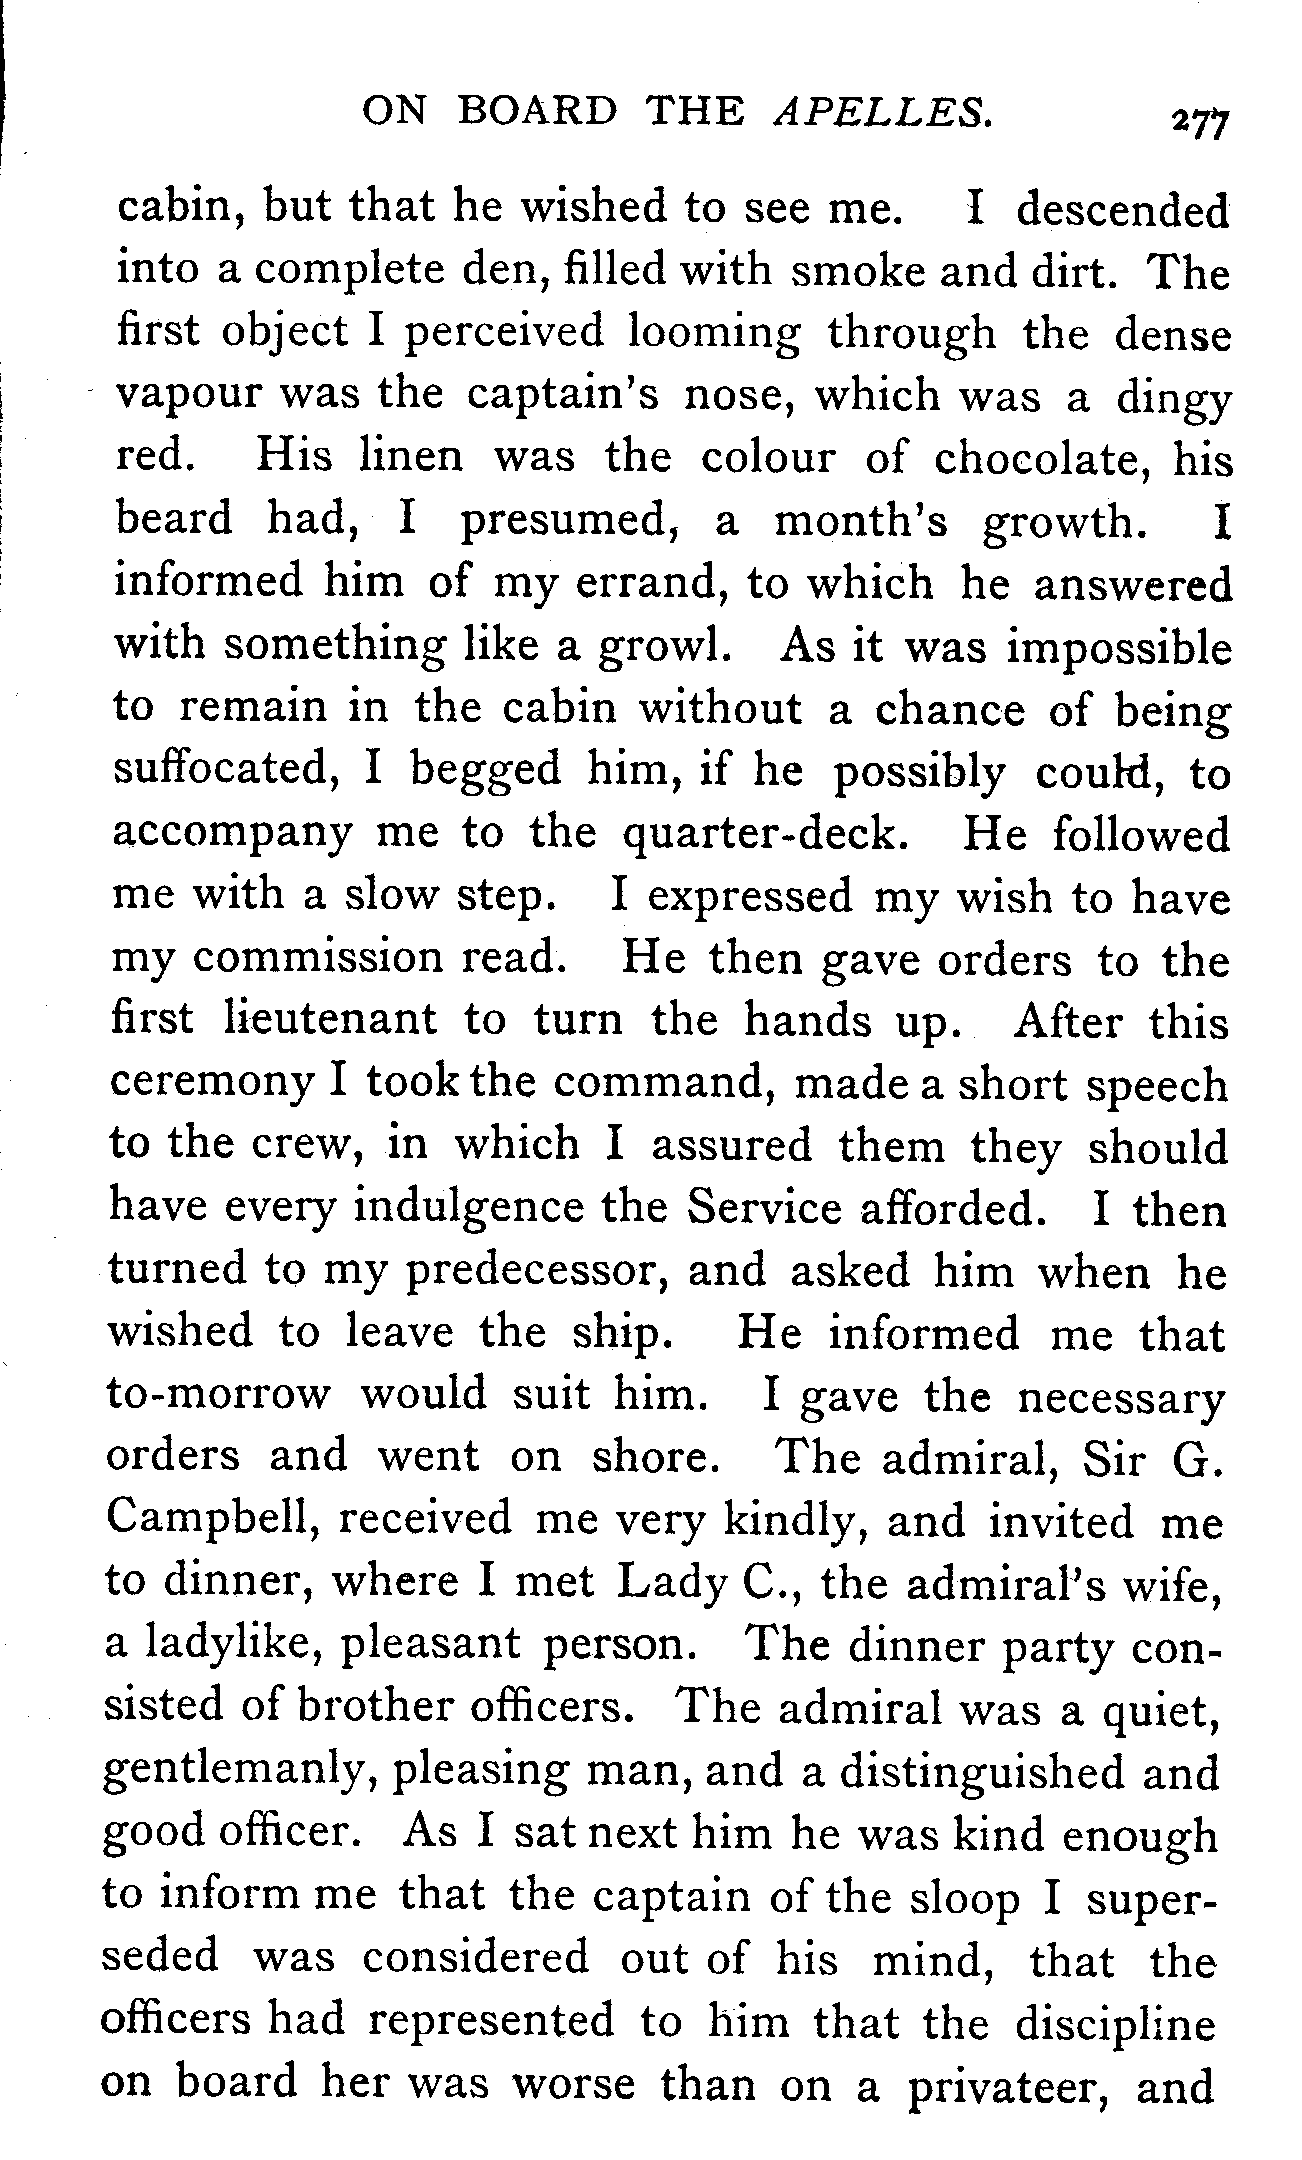 ON BOARD THE APELLES. 277
cabin, but that he wished to see me. I descended
into a complete den, filled with smoke and dirt. The
first object I perceived looming through the dense
vapour was the captain's nose, which was a dingy
red. His linen was the colour of chocolate, his
beard had, I presumed, a month's growth. I
informed him of my errand, to which he answered
with something like a growl. As it was impossible
to remain in the cabin without a chance of being
suffocated, I begged him, if he possibly could, to
accompany me to the quarter-deck. He followed
me with a slow step. I expressed my wish to have
my commission read. He then gave orders to the
first lieutenant to turn the hands up. After this
ceremony I took the command, made a short speech
to the crew, in which I assured them they should
have every indulgence the Service afforded. I then
turned to my predecessor, and asked him when he
wished to leave the ship. He informed me that
to-morrow would suit him. I gave the necessary
orders and went on shore. The admiral, Sir G.
Campbell, received me very kindly, and invited me
to dinner, where I met Lady C., the admiral's wife,
a ladylike, pleasant person. The dinner party con-
sisted of brother officers. The admiral was a quiet,
gentlemanly, pleasing man, and a distinguished and
good officer. As I sat next him he was kind enough
to inform me that the captain of the sloop I super-
seded was considered out of his mind, that the
officers had represented to him that the discipline
on board her was worse than on a privateer, and